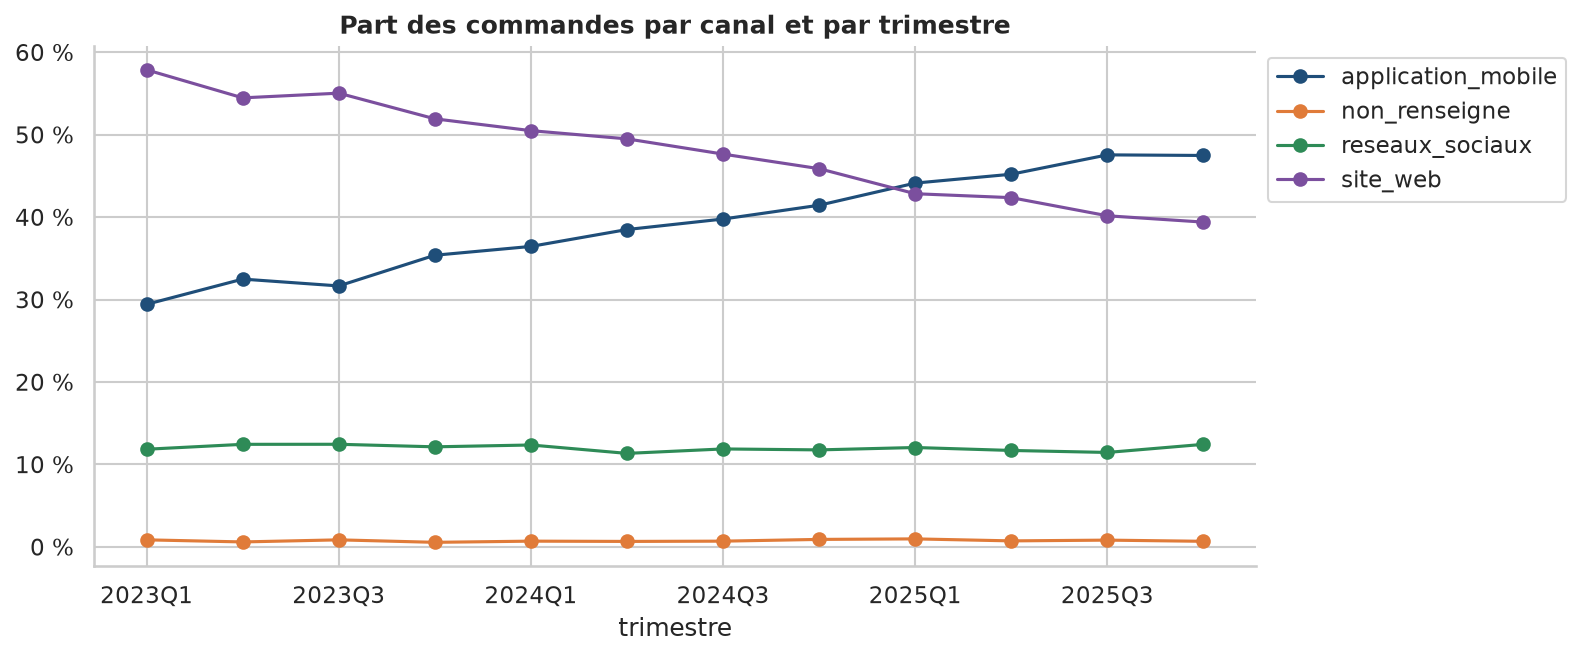 Part des commandes par canal et par trimestre
60 %
50 %
40 %
30 %
20 %
10 %
0 %
2023Q1
2023Q3
2024Q1
2024Q3
2025Q1
2025Q3
trimestre
application_mobile
non_renseigne
reseaux_sociaux
site_web